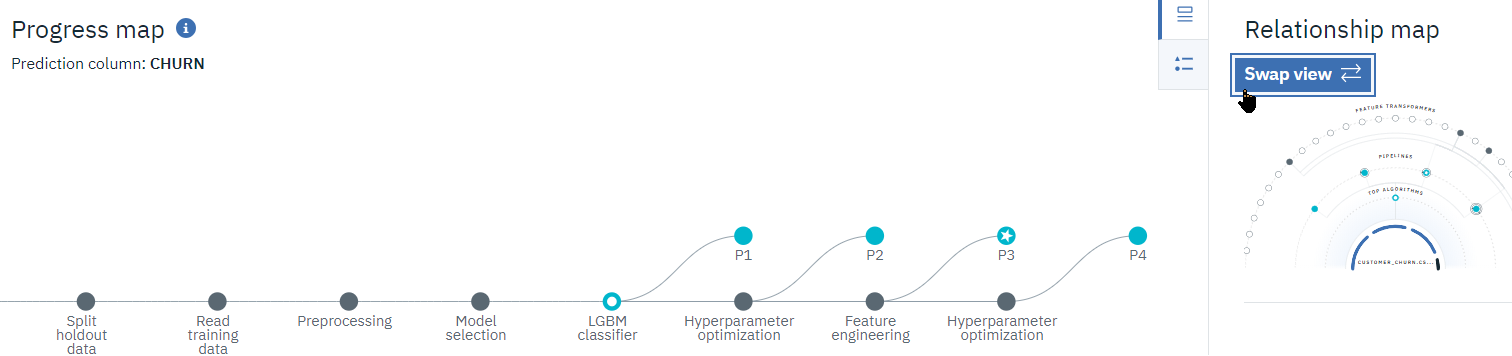 Progress map
Prediction column: CHURN
P1
P2
P3
P4
Split
holdout
data
Read
training
data
Preprocessing
Model
selection
LGBM
classifier
Hyperparameter
optimization
Feature
engineering
Hyperparameter
optimization
Relationship map
Swap view
FEATURE TRANSFORMERS
PIPELINES
TOP ALGORITHMS
CUSTOMER_CHURN.CS...